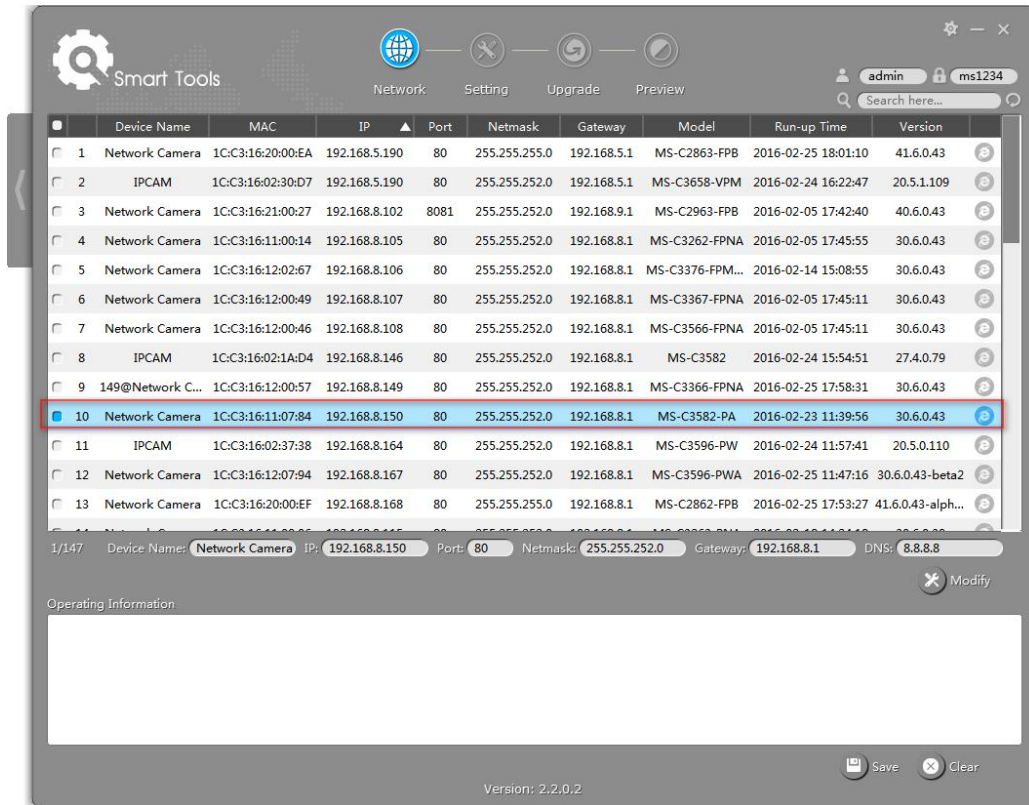 Smart Tools
Network Setting Upgrade Preview
admin ms1234
Search here...
Device Name MAC IP Port Netmask Gateway Model Run-up Time Version
1 Network Camera 1C:C3:16:20:00:EA 192.168.5.190 80 255.255.255.0 192.168.5.1 MS-C2863-FPB 2016-02-25 18:01:10 41.6.0.43
2 IPCAM 1C:C3:16:02:30:D7 192.168.5.190 80 255.255.252.0 192.168.5.1 MS-C3658-VPM 2016-02-24 16:22:47 20.5.1.109
3 Network Camera 1C:C3:16:21:00:27 192.168.8.102 8081 255.255.252.0 192.168.9.1 MS-C2963-FPB 2016-02-05 17:42:40 40.6.0.43
4 Network Camera 1C:C3:16:11:00:14 192.168.8.105 80 255.255.252.0 192.168.8.1 MS-C3262-FPNA 2016-02-05 17:45:55 30.6.0.43
5 Network Camera 1C:C3:16:12:02:67 192.168.8.106 80 255.255.252.0 192.168.8.1 MS-C3376-FPM... 2016-02-14 15:08:55 30.6.0.43
6 Network Camera 1C:C3:16:12:00:49 192.168.8.107 80 255.255.252.0 192.168.8.1 MS-C3367-FPNA 2016-02-05 17:45:11 30.6.0.43
7 Network Camera 1C:C3:16:12:00:46 192.168.8.108 80 255.255.252.0 192.168.8.1 MS-C3566-FPNA 2016-02-05 17:45:11 30.6.0.43
8 IPCAM 1C:C3:16:02:1A:D4 192.168.8.146 80 255.255.252.0 192.168.8.1 MS-C3582 2016-02-24 15:54:51 27.4.0.79
9 149@Network C... 1C:C3:16:12:00:57 192.168.8.149 80 255.255.252.0 192.168.8.1 MS-C3366-FPNA 2016-02-25 17:58:31 30.6.0.43
10 Network Camera 1C:C3:16:11:07:84 192.168.8.150 80 255.255.252.0 192.168.8.1 MS-C3582-PA 2016-02-23 11:39:56 30.6.0.43
11 IPCAM 1C:C3:16:02:37:38 192.168.8.164 80 255.255.252.0 192.168.8.1 MS-C3596-PW 2016-02-24 11:57:41 20.5.0.110
12 Network Camera 1C:C3:16:12:07:94 192.168.8.167 80 255.255.252.0 192.168.8.1 MS-C3596-PWA 2016-02-25 11:47:16 30.6.0.43-beta2
13 Network Camera 1C:C3:16:20:00:EF 192.168.8.168 80 255.255.252.0 192.168.8.1 MS-C2862-FPB 2016-02-25 17:53:27 41.6.0.43-alph...
1/147 Device Name: Network Camera IP: 192.168.8.150 Port: 80 Netmask: 255.255.252.0 Gateway: 192.168.8.1 DNS: 8.8.8.8
Modify
Operating Information
Save Clear
Version: 2.2.0.2